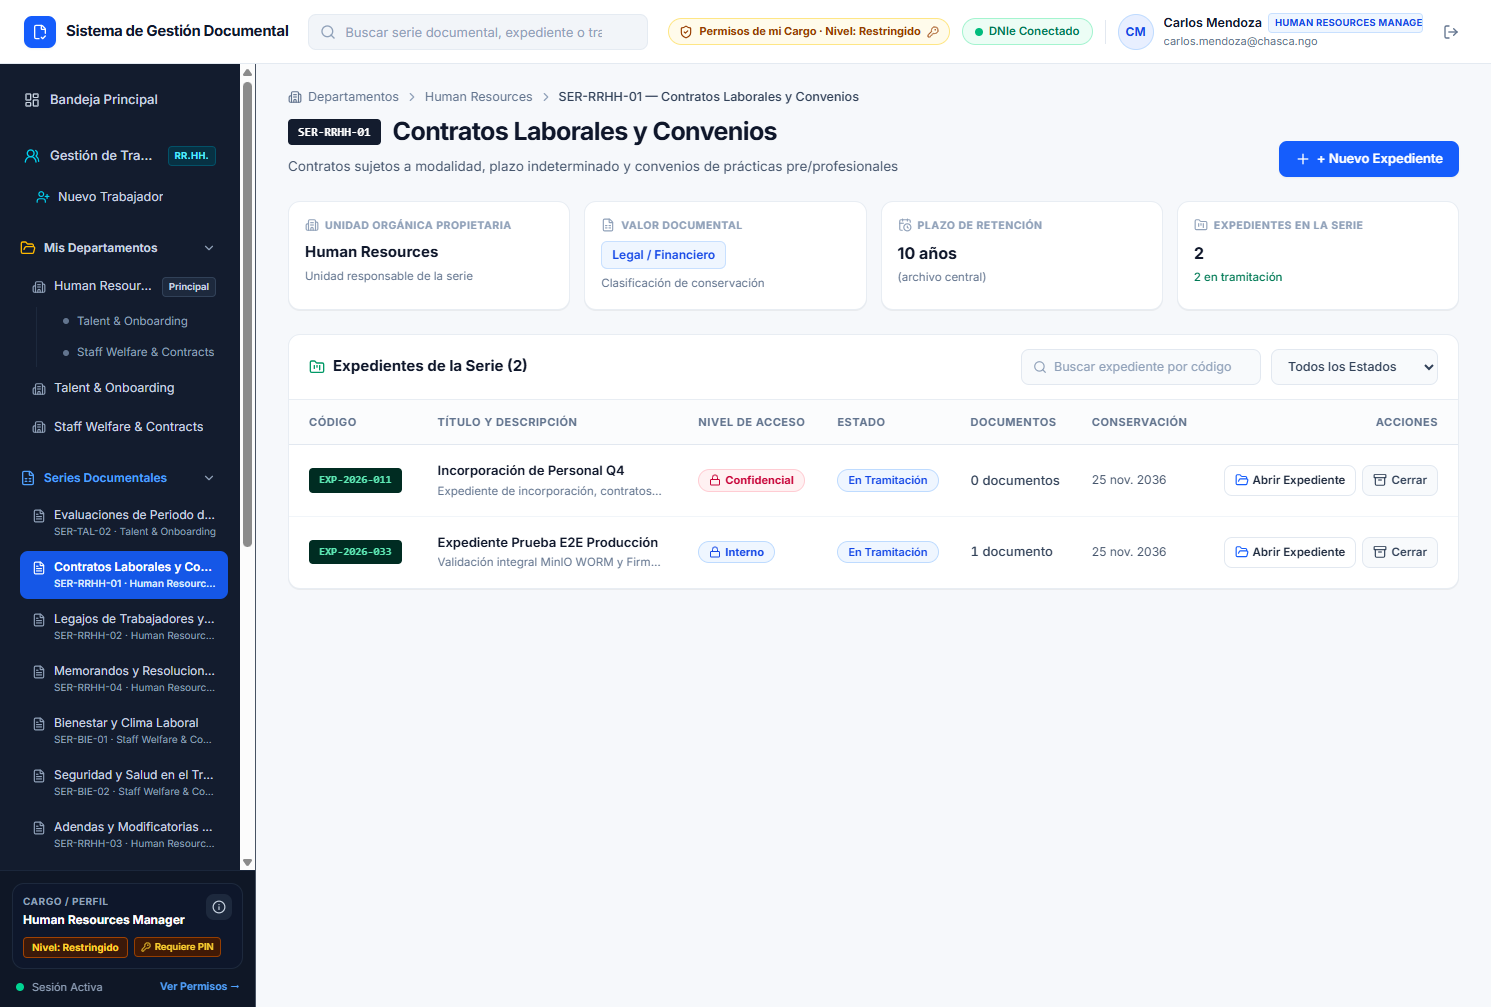 Sistema de Gestión Documental
Buscar serie documental, expediente o tra
Permisos de mi Cargo · Nivel: Restringido
DNIe Conectado
CM
Carlos Mendoza
HUMAN RESOURCES MANAGE
carlos.mendoza@chasca.ngo
Bandeja Principal
Gestión de Tra...
RR.HH.
Nuevo Trabajador
Mis Departamentos
Human Resour...
Principal
Talent & Onboarding
Staff Welfare & Contracts
Talent & Onboarding
Staff Welfare & Contracts
Series Documentales
Evaluaciones de Periodo d...
SER-TAL-02 · Talent & Onboarding
Contratos Laborales y Co...
SER-RRHH-01 · Human Resourc...
Legajos de Trabajadores y...
SER-RRHH-02 · Human Resourc...
Memorandos y Resolucion...
SER-RRHH-04 · Human Resourc...
Bienestar y Clima Laboral
SER-BIE-01 · Staff Welfare & Co...
Seguridad y Salud en el Tr...
SER-BIE-02 · Staff Welfare & Co...
Adendas y Modificatorias ...
SER-RRHH-03 · Human Resourc...
CARGO / PERFIL
Human Resources Manager
Nivel: Restringido
Requiere PIN
Sesión Activa
Ver Permisos →
Departamentos > Human Resources > SER-RRHH-01 — Contratos Laborales y Convenios
SER-RRHH-01
Contratos Laborales y Convenios
Contratos sujetos a modalidad, plazo indeterminado y convenios de prácticas pre/profesionales
+ Nuevo Expediente
UNIDAD ORGÁNICA PROPIETARIA
Human Resources
Unidad responsable de la serie
VALOR DOCUMENTAL
Legal / Financiero
Clasificación de conservación
PLAZO DE RETENCIÓN
10 años
(archivo central)
EXPEDIENTES EN LA SERIE
2
2 en tramitación
Expedientes de la Serie (2)
Buscar expediente por código
Todos los Estados
CÓDIGO TÍTULO Y DESCRIPCIÓN NIVEL DE ACCESO ESTADO DOCUMENTOS CONSERVACIÓN ACCIONES
EXP-2026-011
Incorporación de Personal Q4
Expediente de incorporación, contratos...
Confidencial
En Tramitación
0 documentos
25 nov. 2036
Abrir Expediente
Cerrar
EXP-2026-033
Expediente Prueba E2E Producción
Validación integral MinIO WORM y Firm...
Interno
En Tramitación
1 documento
25 nov. 2036
Abrir Expediente
Cerrar